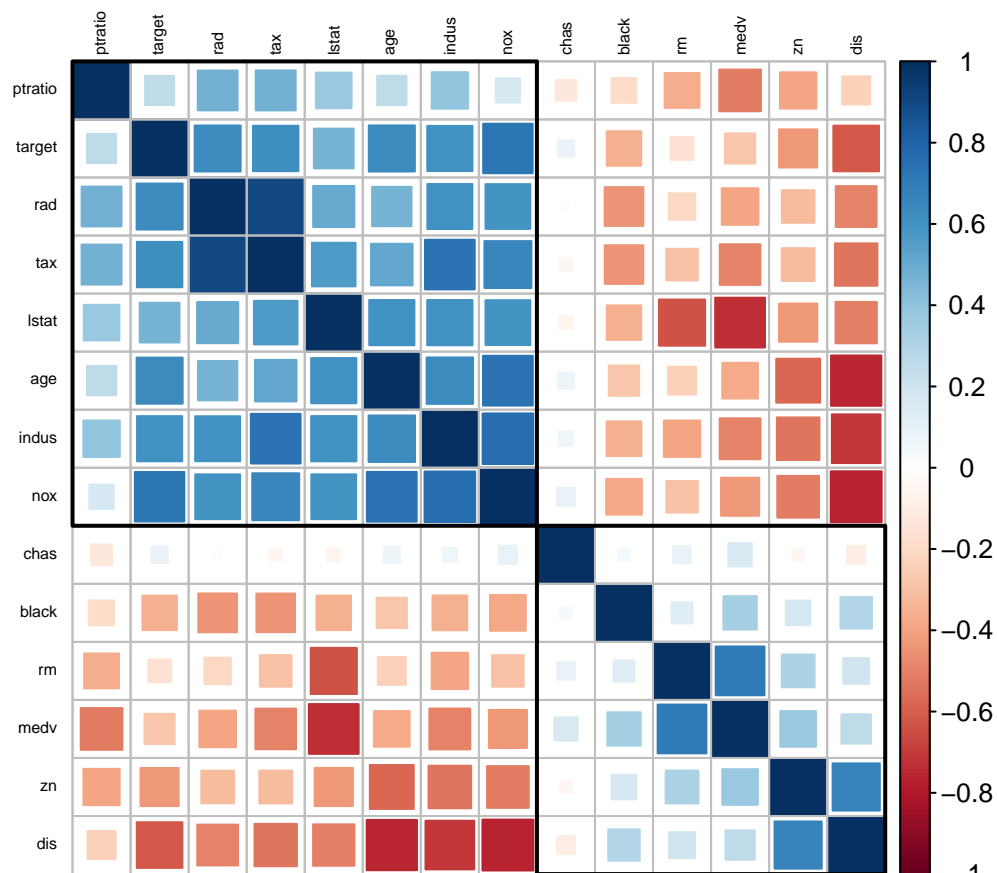 ptratio target rad tax lstat age indus nox chas black rm medv zn dis
ptratio
target
rad
tax
lstat
age
indus
nox
chas
black
rm
medv
zn
dis
1
0.8
0.6
0.4
0.2
0
−0.2
−0.4
−0.6
−0.8
−1